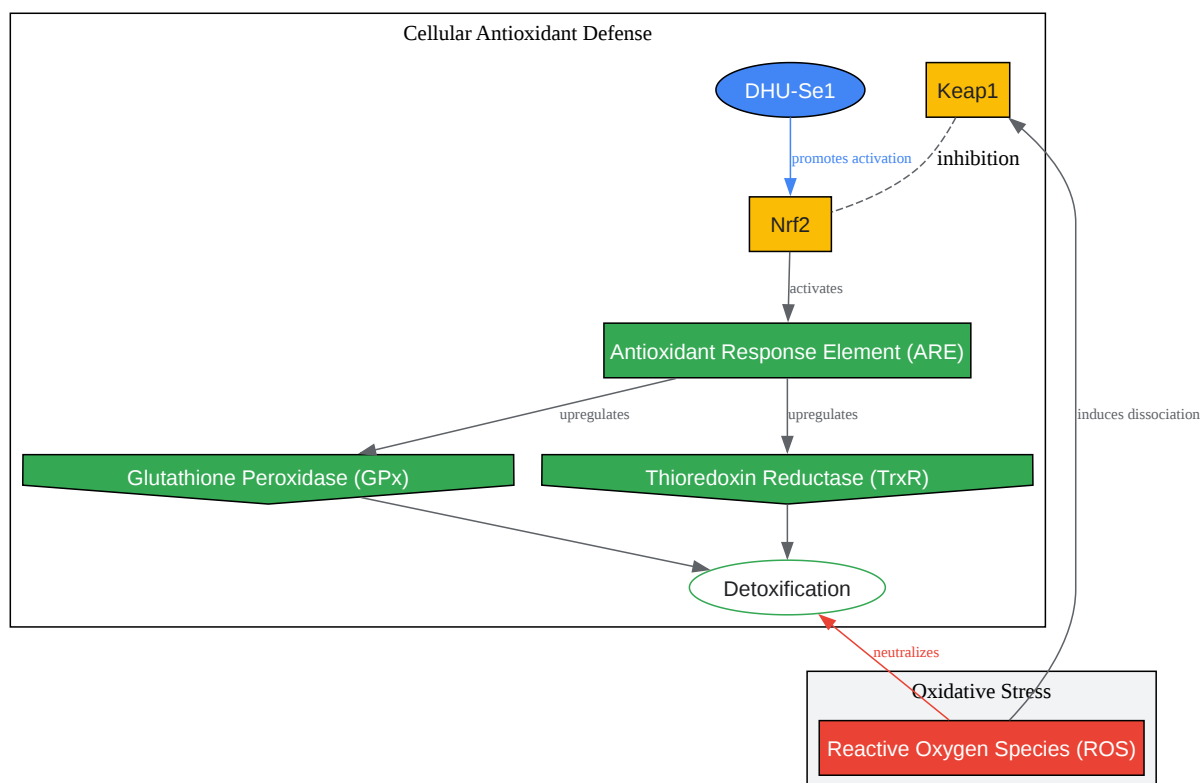 Cellular Antioxidant Defense
DHU-Se1
Keap1
promotes activation
inhibition
Nrf2
activates
Antioxidant Response Element (ARE)
upregulates
upregulates
induces dissociation
Glutathione Peroxidase (GPx)
Thioredoxin Reductase (TrxR)
Detoxification
neutralizes
Oxidative Stress
Reactive Oxygen Species (ROS)